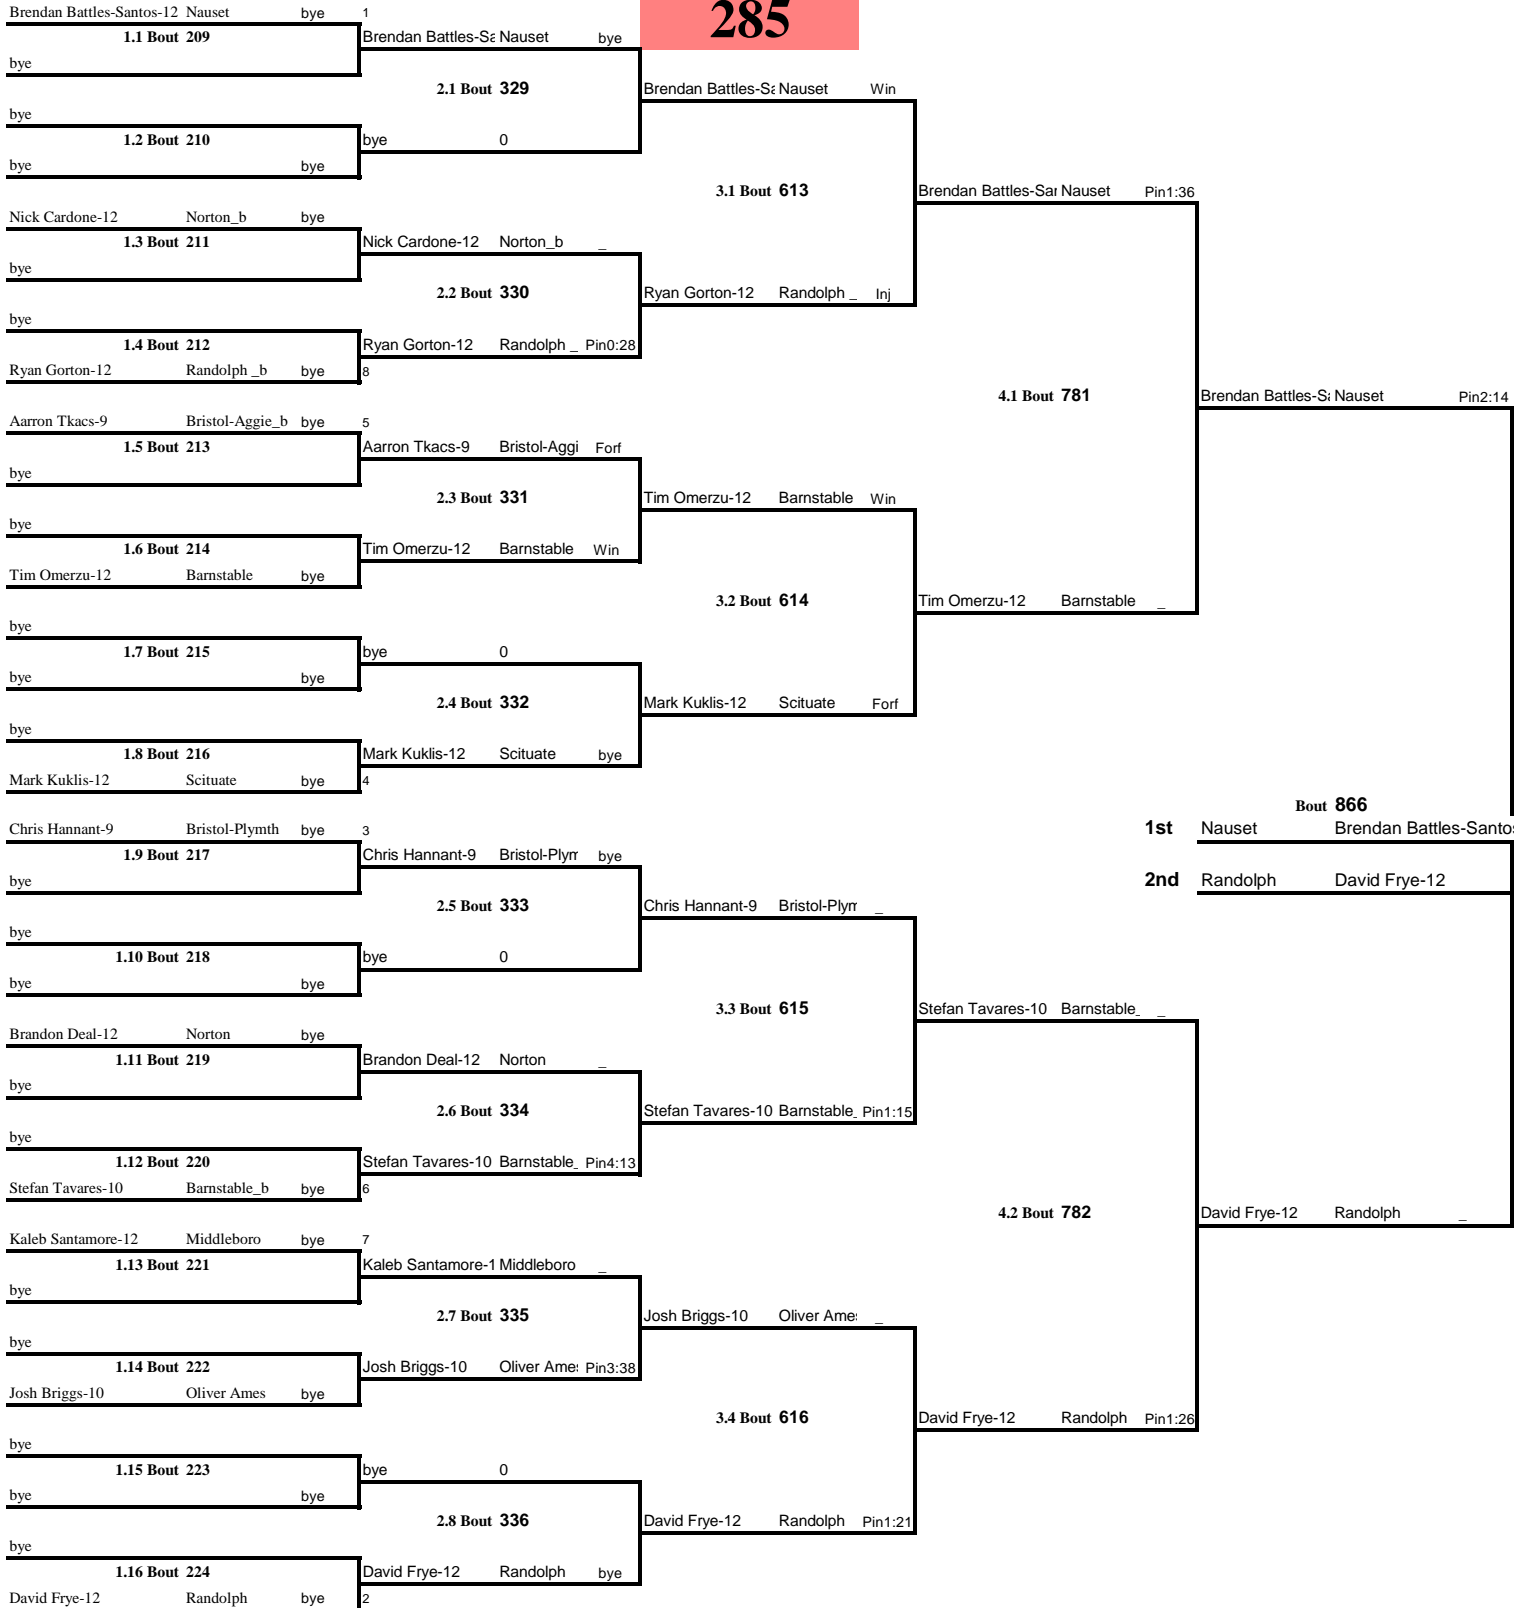 285
Brendan Battles-Santos-12 Nauset bye 1
1.1 Bout 209 Brendan Battles-Sa Nauset bye
bye
2.1 Bout 329 Brendan Battles-Sa Nauset Win
bye
1.2 Bout 210 bye 0
bye bye
3.1 Bout 613 Brendan Battles-Sar Nauset Pin1:36
Nick Cardone-12 Norton_b bye
1.3 Bout 211 Nick Cardone-12 Norton_b _
bye
2.2 Bout 330 Ryan Gorton-12 Randolph _ Inj
bye
1.4 Bout 212 Ryan Gorton-12 Randolph _ Pin0:28
Ryan Gorton-12 Randolph _b bye 8
4.1 Bout 781 Brendan Battles-Sa Nauset Pin2:14
Aarron Tkacs-9 Bristol-Aggie_b bye 5
1.5 Bout 213 Aarron Tkacs-9 Bristol-Aggi Forf
bye
2.3 Bout 331 Tim Omerzu-12 Barnstable Win
bye
1.6 Bout 214 Tim Omerzu-12 Barnstable Win
Tim Omerzu-12 Barnstable bye
3.2 Bout 614 Tim Omerzu-12 Barnstable _
bye
1.7 Bout 215 bye 0
bye bye
2.4 Bout 332 Mark Kuklis-12 Scituate Forf
bye
1.8 Bout 216 Mark Kuklis-12 Scituate bye
Mark Kuklis-12 Scituate bye 4
Bout 866
Chris Hannant-9 Bristol-Plymth bye 3 1st Nauset Brendan Battles-Santos
1.9 Bout 217 Chris Hannant-9 Bristol-Plym bye
bye 2nd Randolph David Frye-12
2.5 Bout 333 Chris Hannant-9 Bristol-Plym _
bye
1.10 Bout 218 bye 0
bye bye
3.3 Bout 615 Stefan Tavares-10 Barnstable_ _
Brandon Deal-12 Norton bye
1.11 Bout 219 Brandon Deal-12 Norton _
bye
2.6 Bout 334 Stefan Tavares-10 Barnstable_ Pin1:15
bye
1.12 Bout 220 Stefan Tavares-10 Barnstable_ Pin4:13
Stefan Tavares-10 Barnstable_b bye 6
4.2 Bout 782 David Frye-12 Randolph _
Kaleb Santamore-12 Middleboro bye 7
1.13 Bout 221 Kaleb Santamore-1 Middleboro _
bye
2.7 Bout 335 Josh Briggs-10 Oliver Ames _
bye
1.14 Bout 222 Josh Briggs-10 Oliver Ames Pin3:38
Josh Briggs-10 Oliver Ames bye
3.4 Bout 616 David Frye-12 Randolph Pin1:26
bye
1.15 Bout 223 bye 0
bye bye
2.8 Bout 336 David Frye-12 Randolph Pin1:21
bye
1.16 Bout 224 David Frye-12 Randolph bye
David Frye-12 Randolph bye 2